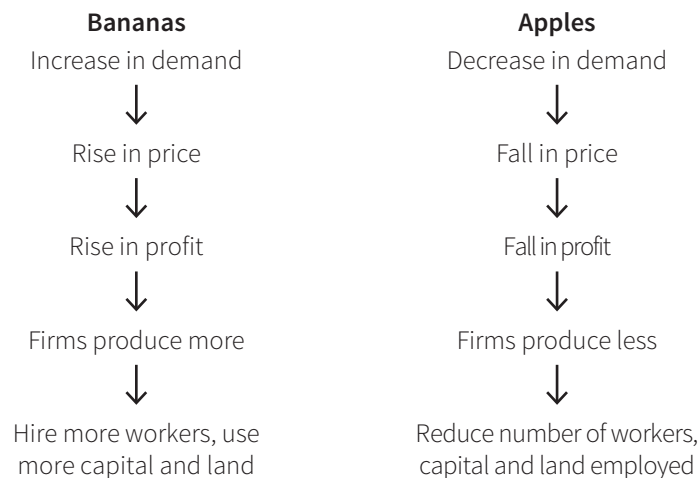 Bananas
Increase in demand
Rise in price
Rise in profit
Firms produce more
Hire more workers, use
more capital and land
Apples
Decrease in demand
Fall in price
Fall in profit
Firms produce less
Reduce number of workers,
capital and land employed